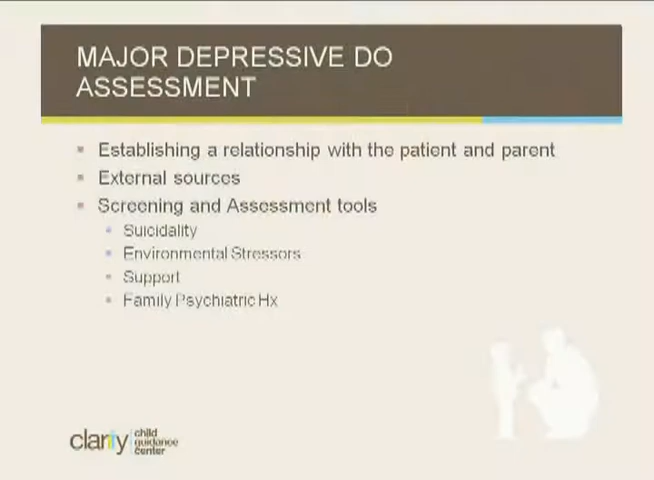 MAJOR DEPRESSIVE DO
ASSESSMENT
Establishing a relationship with the patient and parent
External sources
Screening and Assessment tools
Suicidality
Environmental Stressors
Support
Family Psychiatric Hx
clarity child
guidance
center